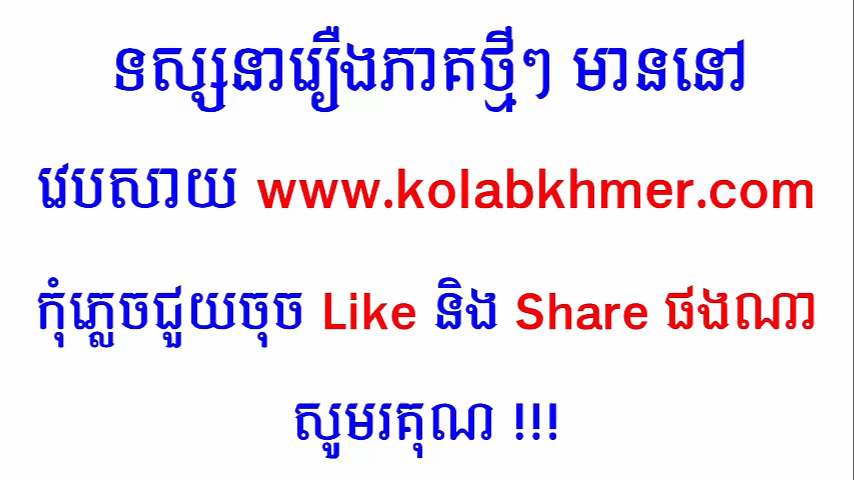 ទស្សនារឿងភាគថ្មីៗ មាននៅ
វេបសាយ www.kolabkhmer.com
កុំភ្លេចជួយចុច Like និង Share ផងណា
សូមរគុណ !!!